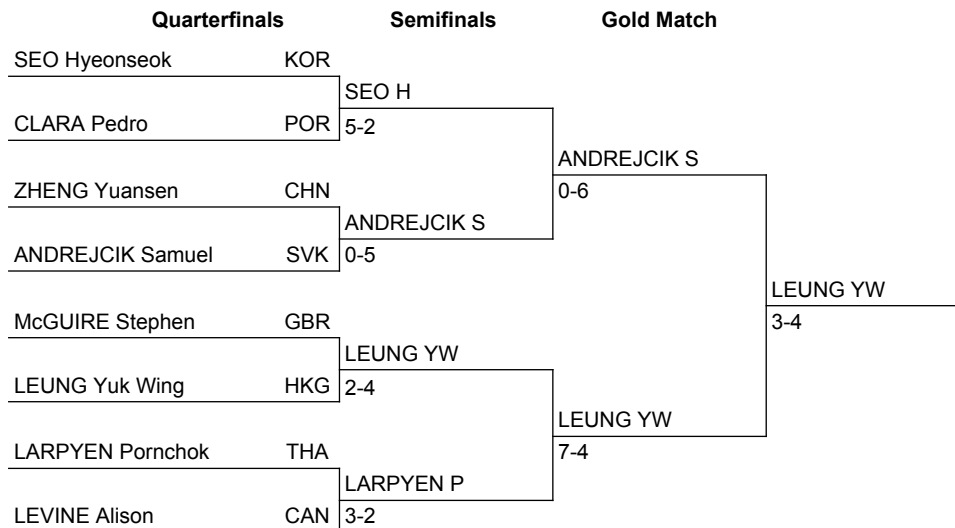 Quarterfinals Semifinals Gold Match
SEO Hyeonseok KOR
SEO H
CLARA Pedro POR 5-2
ANDREJCIK S
ZHENG Yuansen CHN 0-6
ANDREJCIK S
ANDREJCIK Samuel SVK 0-5
LEUNG YW
McGUIRE Stephen GBR 3-4
LEUNG YW
LEUNG Yuk Wing HKG 2-4
LEUNG YW
LARPYEN Pornchok THA 7-4
LARPYEN P
LEVINE Alison CAN 3-2